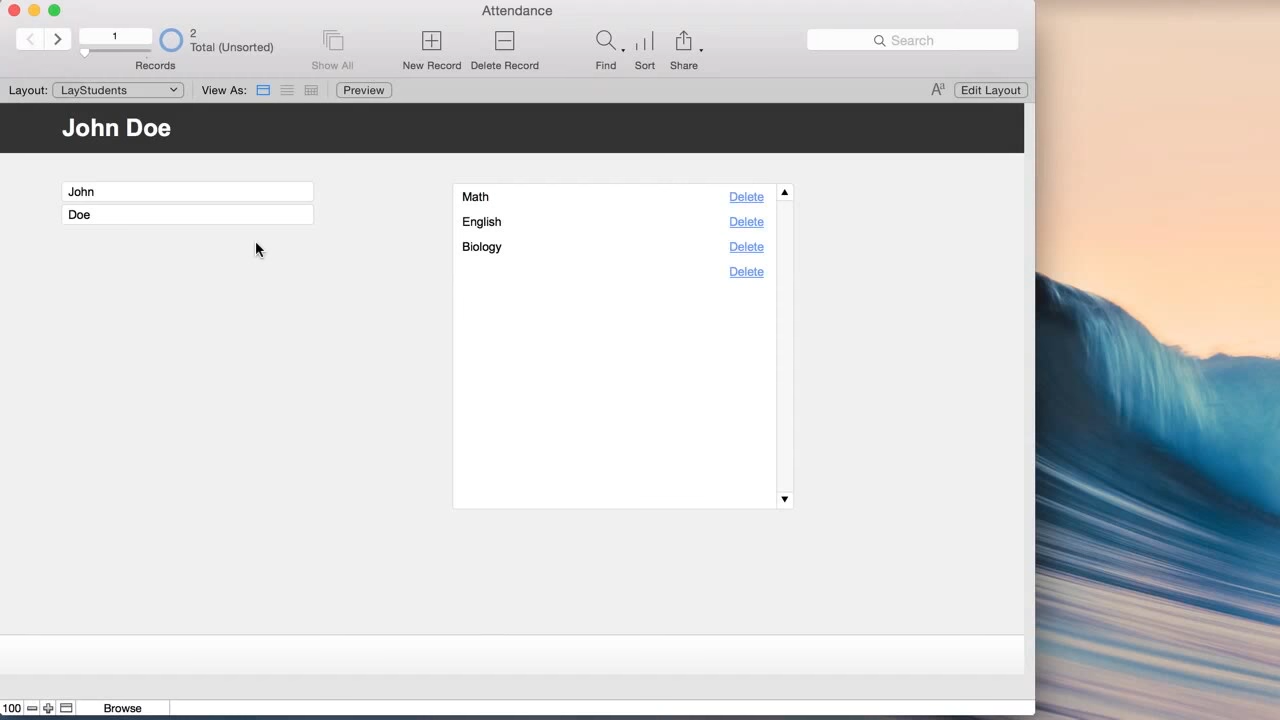 Attendance
1
2
Total (Unsorted)
Records
Show All
New Record
Delete Record
Find
Sort
Share
Search
Layout:
LayStudents
View As:
Preview
Aa
Edit Layout
John Doe
John
Doe
Math Delete
English Delete
Biology Delete
Delete
100
Browse